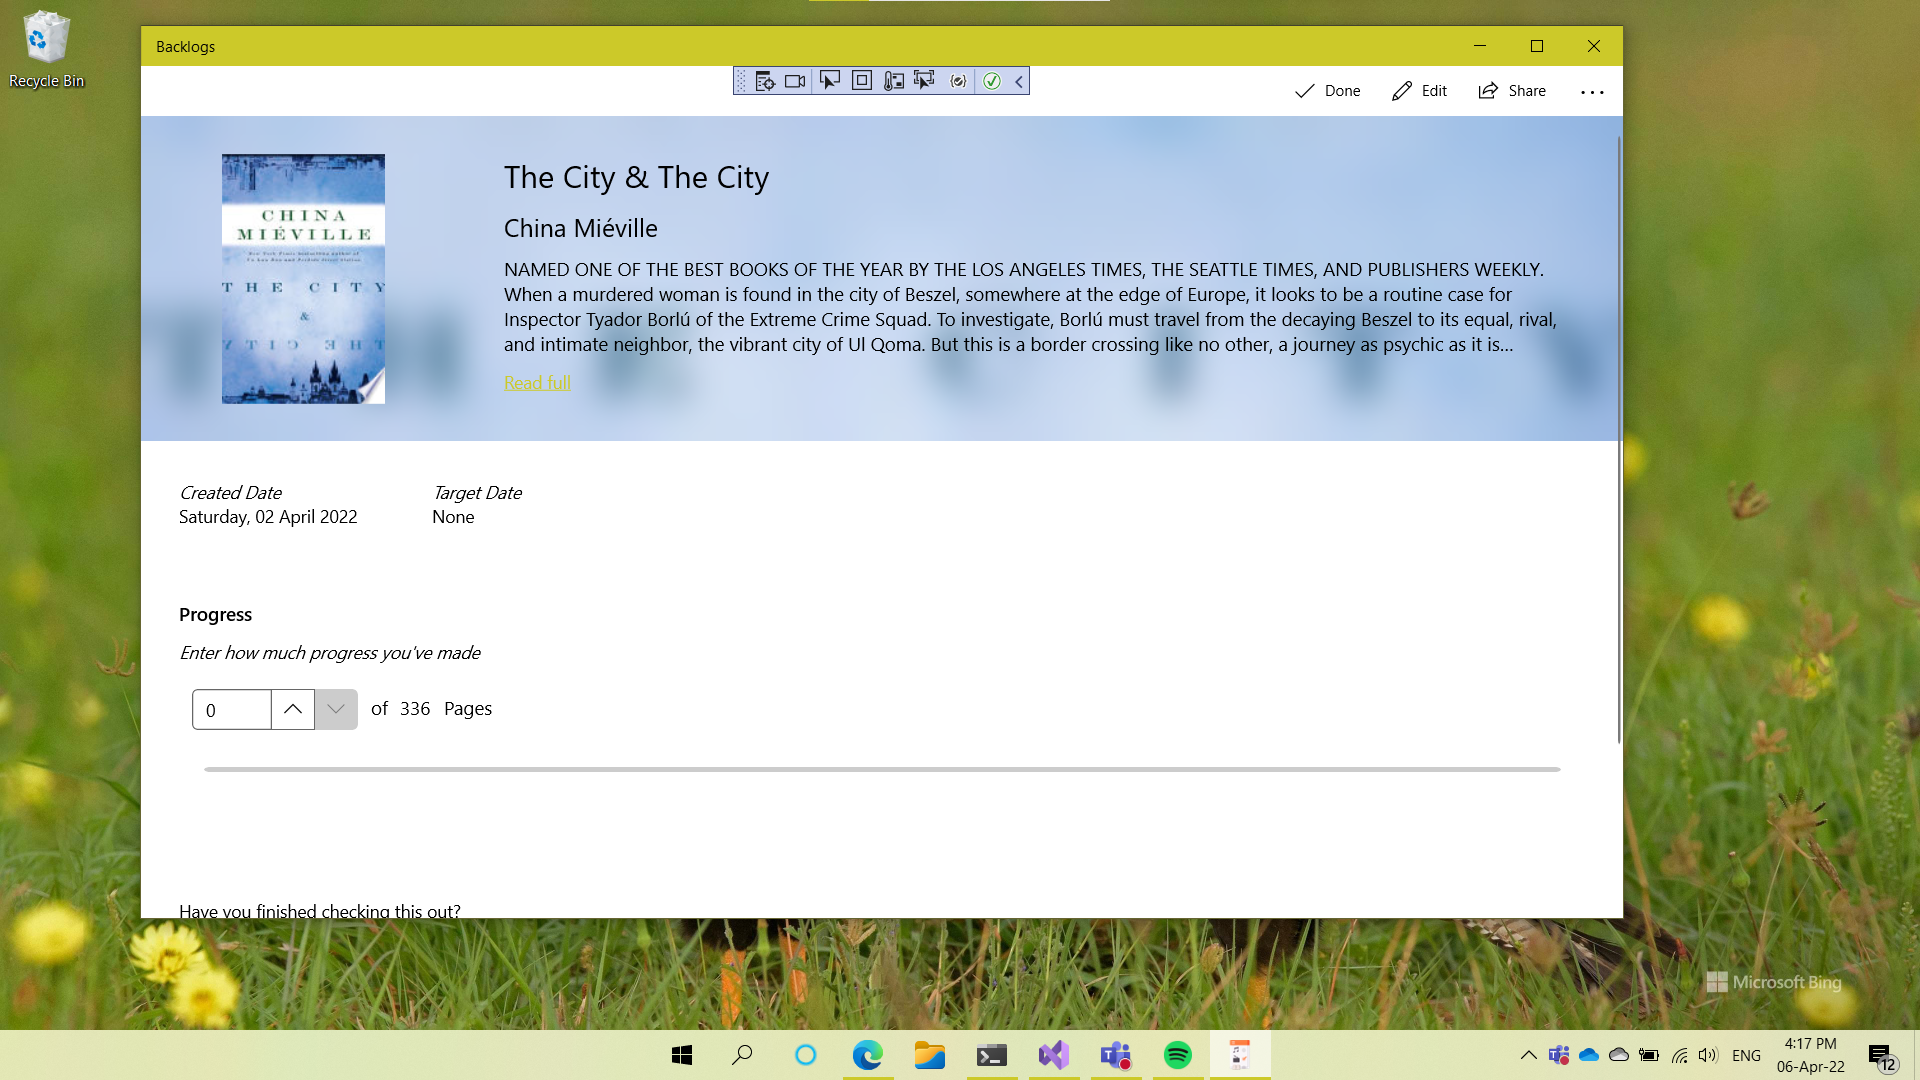 Recycle Bin
Backlogs
Done
Edit
Share
CHINA
MIÉVILLE
THE CITY
&
THE CITY
The City & The City
China Miéville
NAMED ONE OF THE BEST BOOKS OF THE YEAR BY THE LOS ANGELES TIMES, THE SEATTLE TIMES, AND PUBLISHERS WEEKLY.
When a murdered woman is found in the city of Beszel, somewhere at the edge of Europe, it looks to be a routine case for
Inspector Tyador Borlú of the Extreme Crime Squad. To investigate, Borlú must travel from the decaying Beszel to its equal, rival,
and intimate neighbor, the vibrant city of Ul Qoma. But this is a border crossing like no other, a journey as psychic as it is...
Read full
Created Date
Saturday, 02 April 2022
Target Date
None
Progress
Enter how much progress you've made
0
of 336 Pages
Have you finished checking this out?
Microsoft Bing
ENG
4:17 PM
06-Apr-22
12